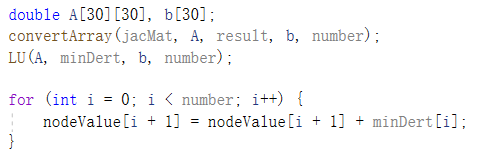 double A[30][30], b[30];
convertArray(jacMat, A, result, b, number);
LU(A, minDert, b, number);
for (int i = 0; i < number; i++) {
nodeValue[i + 1] = nodeValue[i + 1] + minDert[i];
}